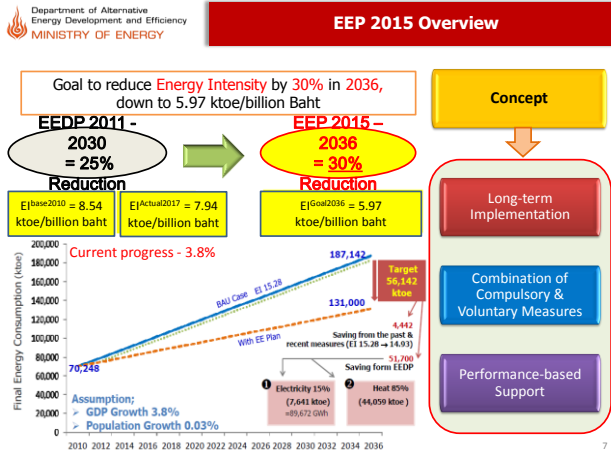 Department of Alternative
Energy Development and Efficiency
MINISTRY OF ENERGY
EEP 2015 Overview
Goal to reduce Energy Intensity by 30% in 2036,
down to 5.97 ktoe/billion Baht
EEDP 2011 -
2030
= 25%
Reduction
EEP 2015 –
2036
= 30%
Reduction
EIbase2010 = 8.54
ktoe/billion baht
EIActual2017 = 7.94
ktoe/billion baht
EIGoal2036 = 5.97
ktoe/billion baht
Current progress - 3.8%
Final Energy Consumption (ktoe)
200,000
180,000
160,000
140,000
120,000
100,000
80,000
60,000
40,000
20,000
0
70,248
BAU Case EI 15.28
187,142
With EE Plan
131,000
Target
56,142
ktoe
4,442
Saving from the past &
recent measures (EI 15.28 → 14.93)
51,700
Saving form EEDP
1 Electricity 15%
(7,641 ktoe)
=89,672 GWh
2 Heat 85%
(44,059 ktoe )
Assumption;
➢ GDP Growth 3.8%
➢ Population Growth 0.03%
2010 2012 2014 2016 2018 2020 2022 2024 2026 2028 2030 2032 2034 2036
Concept
Long-term
Implementation
Combination of
Compulsory &
Voluntary Measures
Performance-based
Support
7